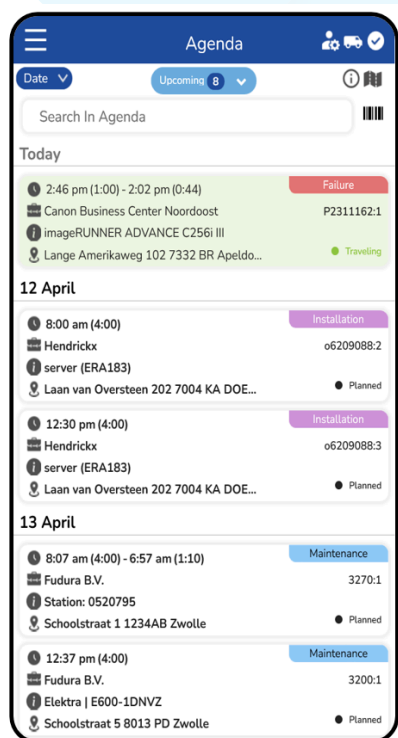 Agenda
Date
Upcoming 8
Search In Agenda
Today
2:46 pm (1:00) - 2:02 pm (0:44) Failure
Canon Business Center Noordoost P2311162:1
imageRUNNER ADVANCE C256i III
Lange Amerikaweg 102 7332 BR Apeldo... Traveling
12 April
8:00 am (4:00) Installation
Hendrickx o6209088:2
server (ERA183)
Laan van Oversteen 202 7004 KA DOE... Planned
12:30 pm (4:00) Installation
Hendrickx o6209088:3
server (ERA183)
Laan van Oversteen 202 7004 KA DOE... Planned
13 April
8:07 am (4:00) - 6:57 am (1:10) Maintenance
Fudura B.V. 3270:1
Station: 0520795
Schoolstraat 1 1234AB Zwolle Planned
12:37 pm (4:00) Maintenance
Fudura B.V. 3200:1
Elektra | E600-1DNVZ
Schoolstraat 5 8013 PD Zwolle Planned